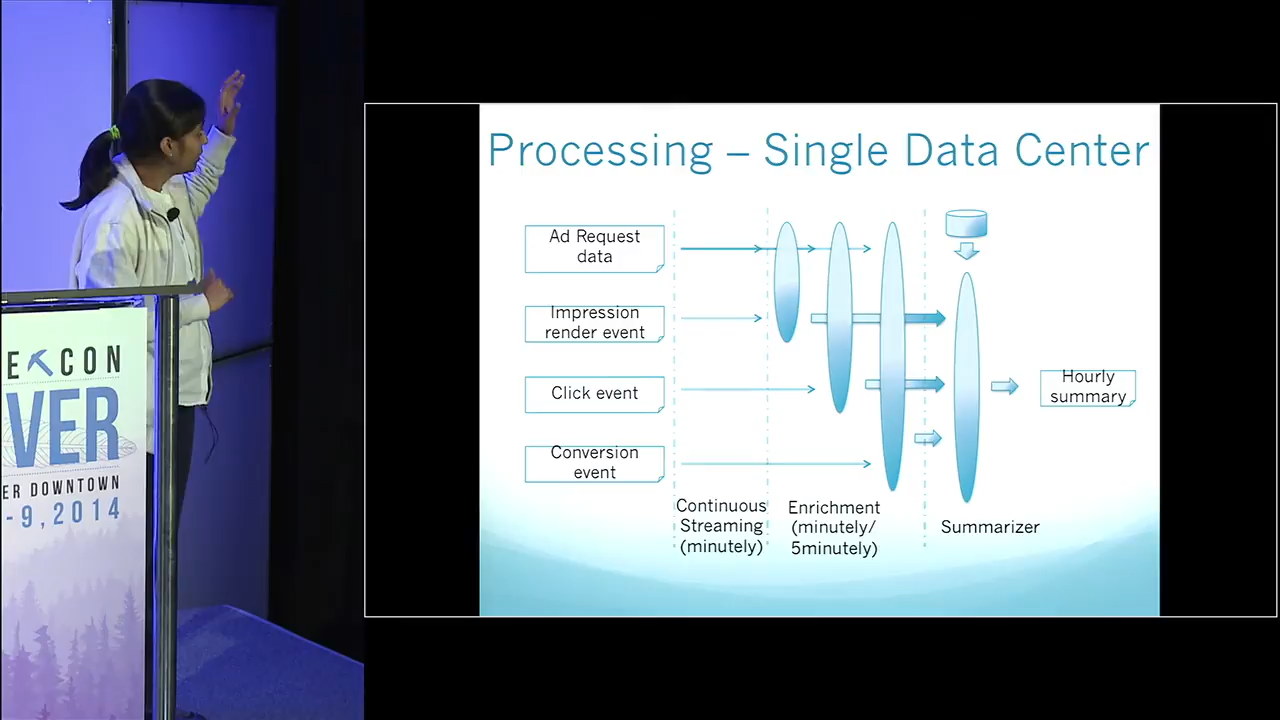 E CON
VER
ER DOWNTOWN
-9, 2014
Processing – Single Data Center
Ad Request
data
Impression
render event
Click event
Conversion
event
Hourly
summary
Continuous
Streaming
(minutely)
Enrichment
(minutely/
5minutely)
Summarizer